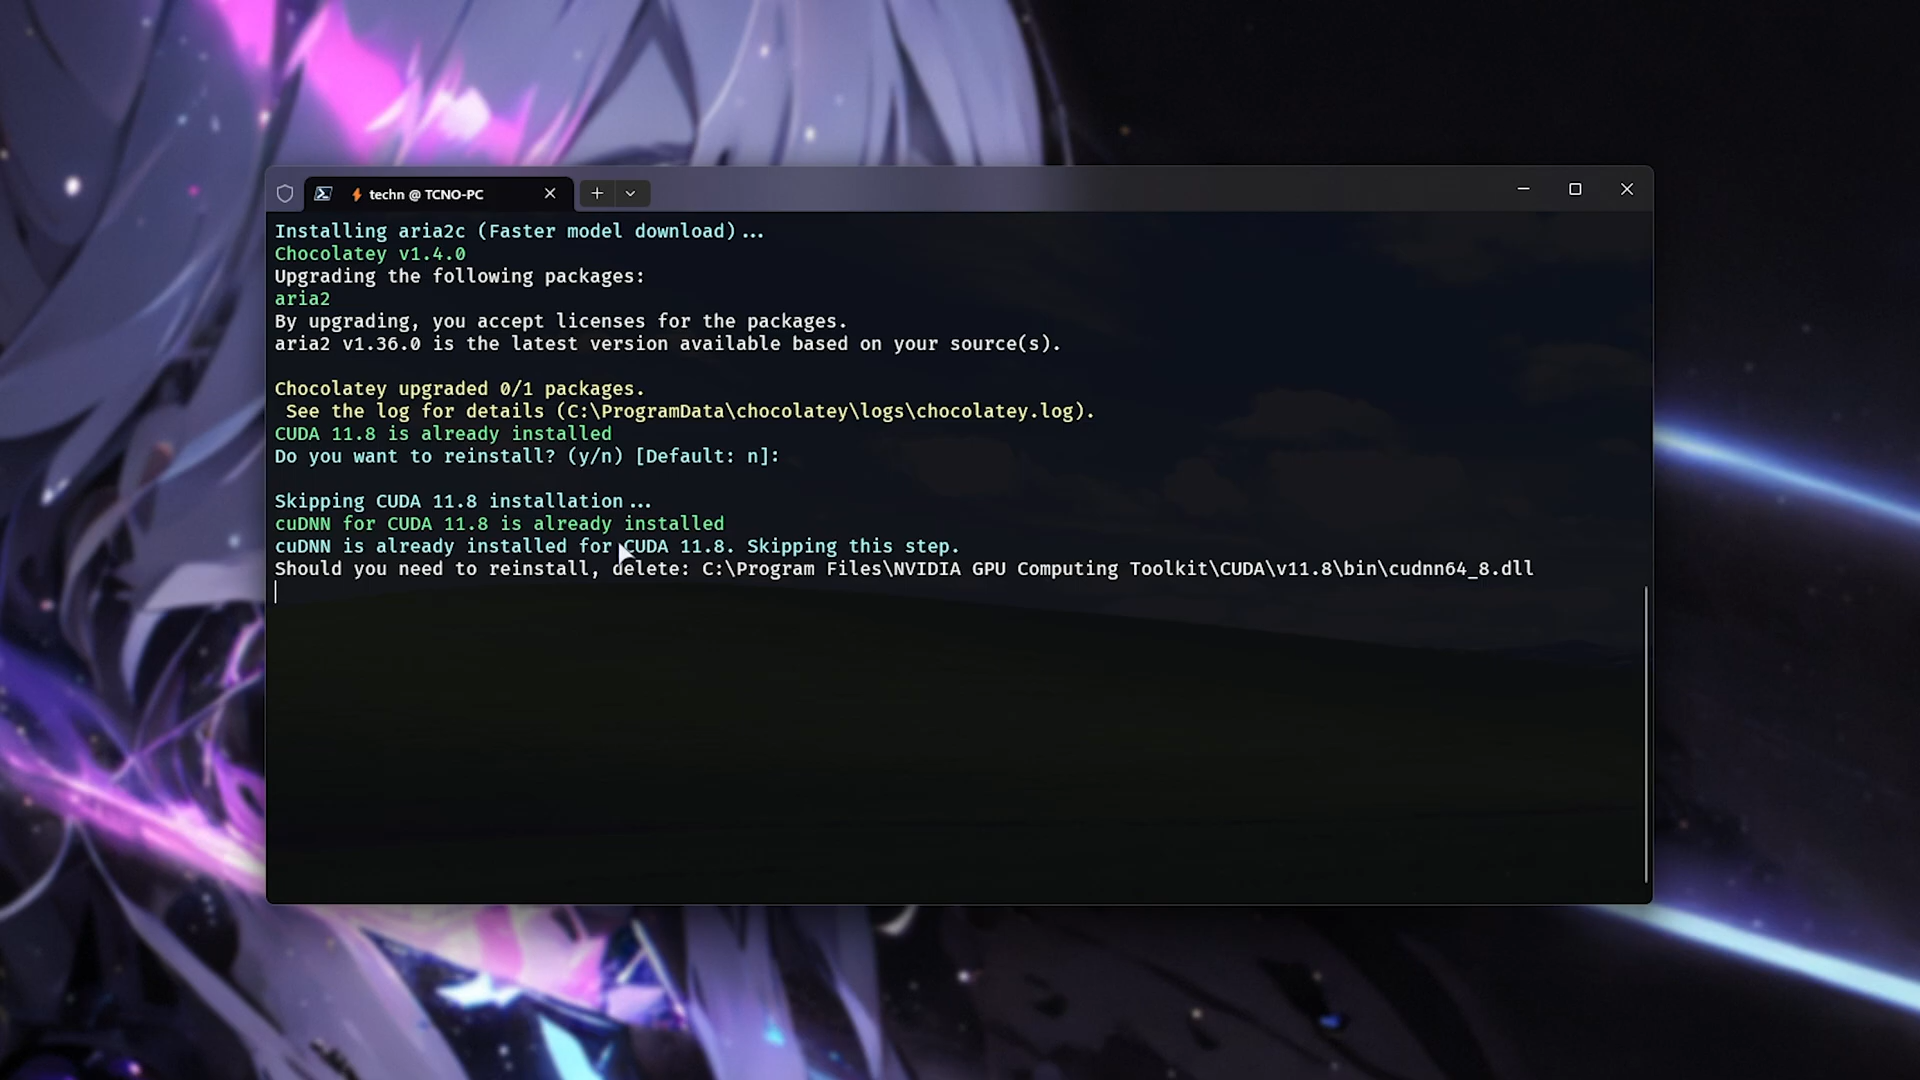 techn @ TCNO-PC
Installing aria2c (Faster model download)...
Chocolatey v1.4.0
Upgrading the following packages:
aria2
By upgrading, you accept licenses for the packages.
aria2 v1.36.0 is the latest version available based on your source(s).
Chocolatey upgraded 0/1 packages.
See the log for details (C:\ProgramData\chocolatey\logs\chocolatey.log).
CUDA 11.8 is already installed
Do you want to reinstall? (y/n) [Default: n]:
Skipping CUDA 11.8 installation...
cuDNN for CUDA 11.8 is already installed
cuDNN is already installed for CUDA 11.8. Skipping this step.
Should you need to reinstall, delete: C:\Program Files\NVIDIA GPU Computing Toolkit\CUDA\v11.8\bin\cudnn64_8.dll